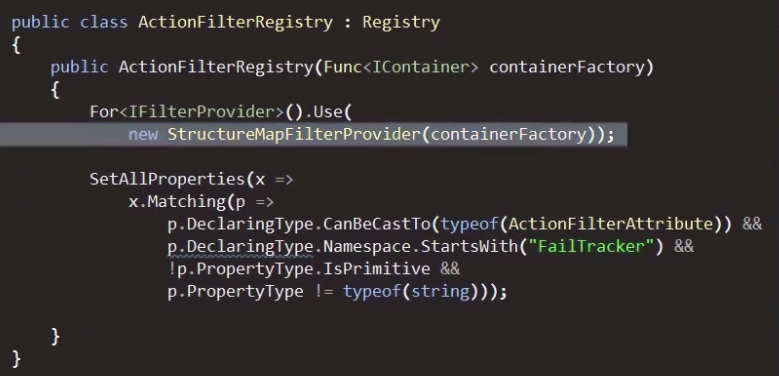 public class ActionFilterRegistry : Registry
{
    public ActionFilterRegistry(Func<IContainer> containerFactory)
    {
        For<IFilterProvider>().Use(
            new StructureMapFilterProvider(containerFactory));

        SetAllProperties(x =>
            x.Matching(p =>
                p.DeclaringType.CanBeCastTo(typeof(ActionFilterAttribute)) &&
                p.DeclaringType.Namespace.StartsWith("FailTracker") &&
                !p.PropertyType.IsPrimitive &&
                p.PropertyType != typeof(string)));

    }
}